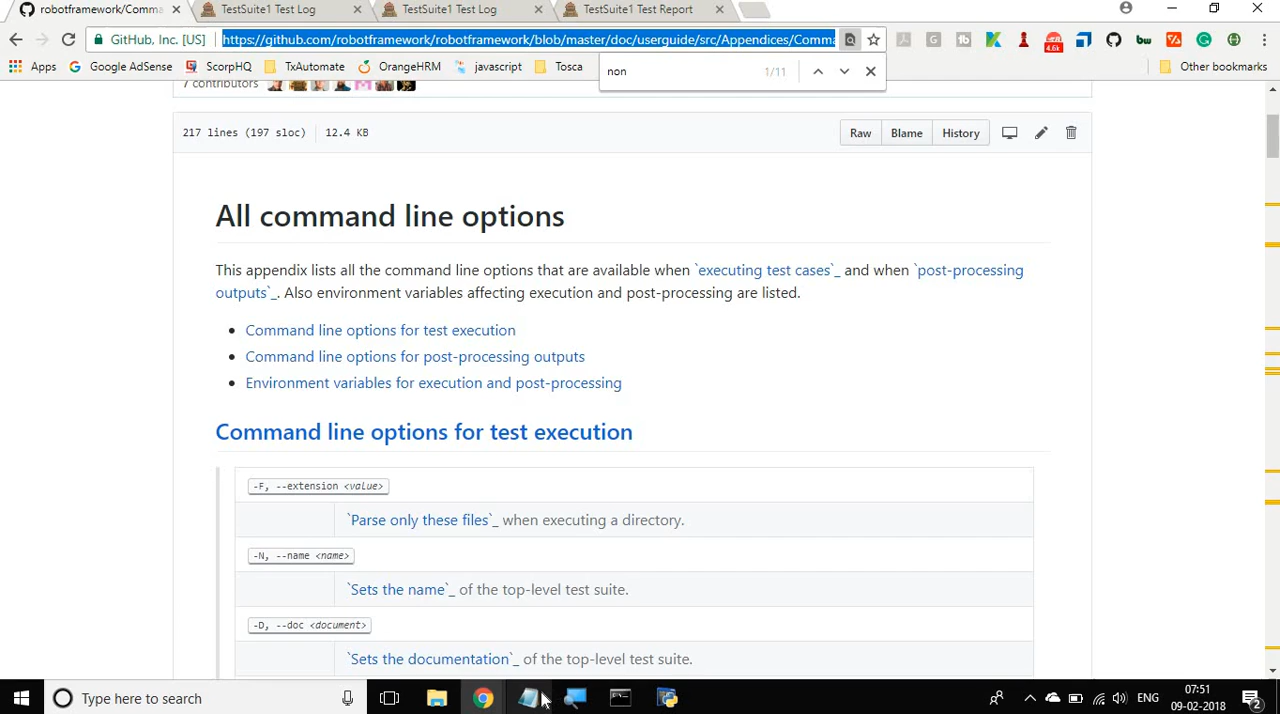 robotframework/Comma
TestSuite1 Test Log
TestSuite1 Test Log
TestSuite1 Test Report
GitHub, Inc. [US]
https://github.com/robotframework/robotframework/blob/master/doc/userguide/src/Appendices/Comma
4.6k
bw
Apps
Google AdSense
ScorpHQ
TxAutomate
OrangeHRM
javascript
Tosca
Other bookmarks
non
1/11
7 contributors
217 lines (197 sloc)
12.4 KB
Raw
Blame
History
All command line options
This appendix lists all the command line options that are available when `executing test cases`_ and when `post-processing
outputs`_. Also environment variables affecting execution and post-processing are listed.
• Command line options for test execution
• Command line options for post-processing outputs
• Environment variables for execution and post-processing
Command line options for test execution
-F, --extension <value>
`Parse only these files`_ when executing a directory.
-N, --name <name>
`Sets the name`_ of the top-level test suite.
-D, --doc <document>
`Sets the documentation`_ of the top-level test suite.
Type here to search
ENG
07:51
09-02-2018
2